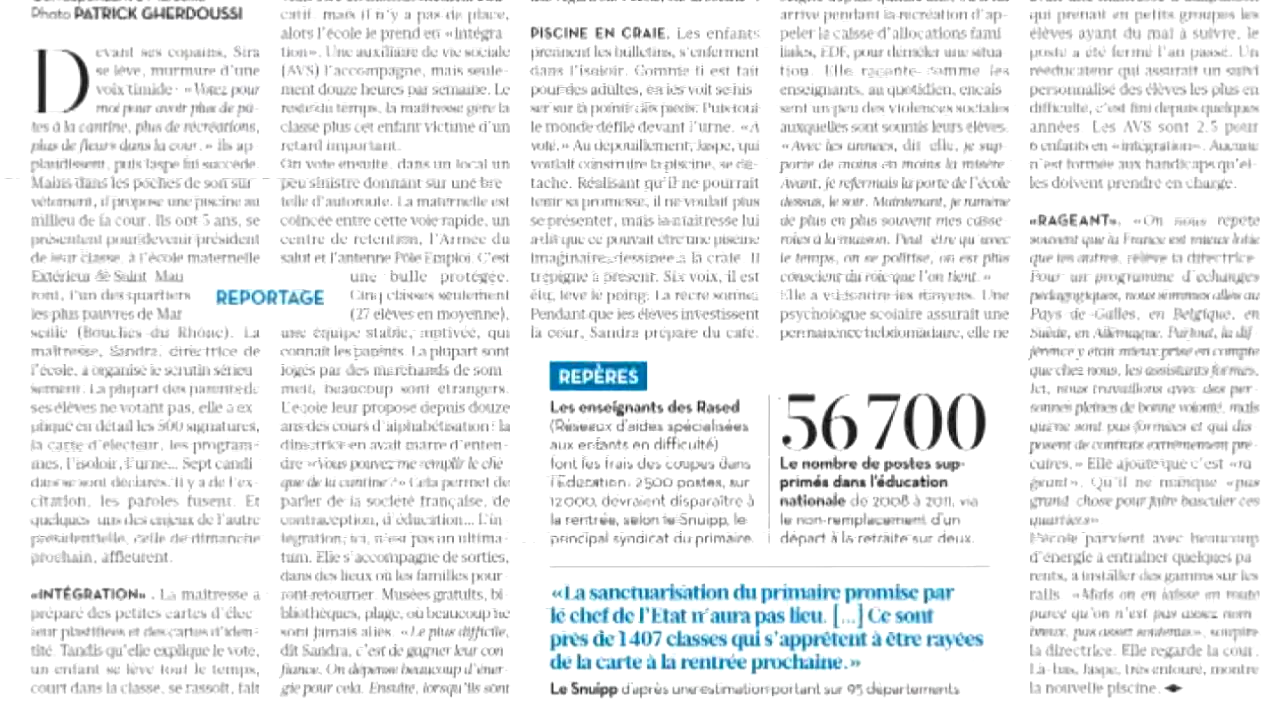 Photo PATRICK GHERDOUSSI
Devant ses copains, Sira
se lève, murmure d'une
voix timide : «Votez pour
moi pour avoir plus de pâ-
tes à la cantine, plus de récréations,
plus de fleurs dans la cour. » Ils ap-
plaudissent, puis Jaspe lui succède.
Mains dans les poches de son sur-
vêtement, il propose une piscine au
milieu de la cour. Ils ont 5 ans, se
présentent pour devenir président
de leur classe, à l'école maternelle
Extérieur de Saint Mau
ront, l'un des quartiers
les plus pauvres de Mar
seille (Bouches-du-Rhône). La
maîtresse, Sandra, directrice de
l'école, a organisé le scrutin sérieu
sement. La plupart des parents de
ses élèves ne votant pas, elle a ex-
pliqué en détail les 500 signatures,
la carte d'électeur, les program-
mes, l'isoloir, l'urne... Sept candi
dats se sont déclarés. Il y a de l'ex-
citation, les paroles fusent. Et
quelques-uns des enjeux de l'autre
présidentielle, celle de dimanche
prochain, affleurent.
«INTÉGRATION» . La maîtresse a
préparé des petites cartes d'élec-
teur plastifiées et des cartes d'iden-
tité. Tandis qu'elle explique le vote,
un enfant se lève tout le temps,
court dans la classe, se rassoit, fait
catif, mais il n'y a pas de place,
alors l'école le prend en «intégra
tion». Une auxiliaire de vie sociale
(AVS) l'accompagne, mais seule-
ment douze heures par semaine. Le
reste du temps, la maîtresse gère la
classe plus cet enfant victime d'un
retard important.
On vote ensuite, dans un local un
peu sinistre donnant sur une bre
telle d'autoroute. La maternelle est
coincée entre cette voie rapide, un
centre de rétention, l'Armée du
salut et l'antenne Pôle Emploi. C'est
une bulle protégée.
Cinq classes seulement
(27 élèves en moyenne),
REPORTAGE
une équipe stable, motivée, qui
connaît les parents. La plupart sont
logés par des marchands de som-
meil, beaucoup sont étrangers.
L'école leur propose depuis douze
ans des cours d'alphabétisation : la
directrice en avait marre d'enten-
dre «Vous pouvez me remplir le chè-
que de la cantine ?» Cela permet de
parler de la société française, de
contraception, d'éducation... L'in-
tégration, ici, n'est pas un ultima-
tum. Elle s'accompagne de sorties,
dans des lieux où les familles pour
ront retourner. Musées gratuits, bi-
bliothèques, plage, où beaucoup ne
sont jamais allés. «Le plus difficile,
dit Sandra, c'est de gagner leur con
fiance. On dépense beaucoup d'éner-
gie pour cela. Ensuite, lorsqu'ils sont
PISCINE EN CRAIE. Les enfants
prennent les bulletins, s'enferment
dans l'isoloir. Comme il est fait
pour des adultes, on les voit se his
ser sur la pointe des pieds. Puis tout
le monde défile devant l'urne. «A
voté.» Au dépouillement, Jaspe, qui
voulait construire la piscine, se dé-
tache. Réalisant qu'il ne pourrait
tenir sa promesse, il ne voulait plus
se présenter, mais la maîtresse lui
a dit que ce pouvait être une piscine
imaginaire, dessinée à la craie. Il
trépigne à présent. Six voix, il est
élu, lève le poing. La récré sonne.
Pendant que les élèves investissent
la cour, Sandra prépare du café.
arrive pendant la récréation d'ap-
peler la caisse d'allocations fami
liales, EDF, pour démêler une situa
tion. Elle raconte comme les
enseignants, au quotidien, encais
sent un peu des violences sociales
auxquelles sont soumis leurs élèves.
«Avec les années, dit-elle, je sup-
porte de moins en moins la misère.
Avant, je refermais la porte de l'école
dessus, le soir. Maintenant, je ramène
de plus en plus souvent mes casse-
roles à la maison. Peut-être qu'avec
le temps, on se politise, on est plus
conscient du rôle que l'on tient. »
Elle a vu fondre les moyens. Une
psychologue scolaire assurait une
permanence hebdomadaire, elle ne
REPÈRES
Les enseignants des Rased
(Réseaux d'aides spécialisées
aux enfants en difficulté)
font les frais des coupes dans
l'Éducation. 2500 postes, sur
12000, devraient disparaître à
la rentrée, selon le Snuipp, le
principal syndicat du primaire.
56 700
Le nombre de postes sup-
primés dans l'éducation
nationale de 2008 à 2011, via
le non-remplacement d'un
départ à la retraite sur deux.
«La sanctuarisation du primaire promise par
le chef de l'Etat n'aura pas lieu. [...] Ce sont
près de 1 407 classes qui s'apprêtent à être rayées
de la carte à la rentrée prochaine.»
Le Snuipp d'après une estimation portant sur 95 départements
qui prenait en petits groupes les
élèves ayant du mal à suivre, le
poste a été fermé l'an passé. Un
rééducateur qui assurait un suivi
personnalisé des élèves les plus en
difficulté, c'est fini depuis quelques
années. Les AVS sont 2,5 pour
6 enfants en «intégration». Aucune
n'est formée aux handicaps qu'el-
les doivent prendre en charge.
«RAGEANT». «On nous répète
souvent que la France est mieux lotie
que les autres, relève la directrice.
Pour un programme d'échanges
pédagogiques, nous sommes allés au
Pays de Galles, en Belgique, en
Suède, en Allemagne. Partout, la dif
férence y était mieux prise en compte
que chez nous, les assistants formés.
Ici, nous travaillons avec des per-
sonnes pleines de bonne volonté, mais
qui ne sont pas formées et qui dis
posent de contrats extrêmement pré-
caires.» Elle ajoute que c'est «ra
geant». Qu'il ne manque «pas
grand-chose pour faire basculer ces
quartiers»
L'école parvient avec beaucoup
d'énergie à entraîner quelques pa
rents, à installer des gamins sur les
rails. «Mais on en laisse en route
parce qu'on n'est pas assez nom
breux, pas assez soutenus», soupire
la directrice. Elle regarde la cour.
Là-bas, Jaspe, très entouré, montre
la nouvelle piscine.